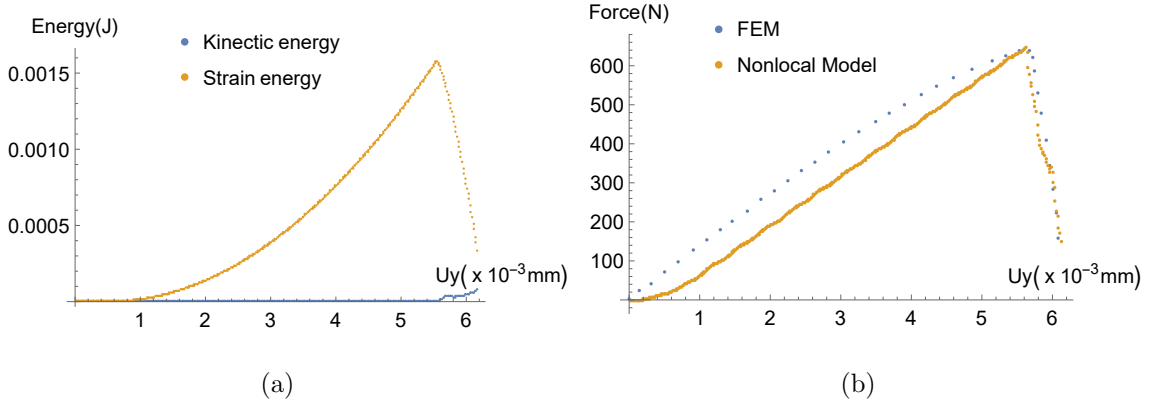 Energy(J)
Kinectic energy
Strain energy
0.0015
0.0010
0.0005
Uy( x 10⁻³mm)
1 2 3 4 5 6
(a)
Force(N)
FEM
Nonlocal Model
600
500
400
300
200
100
Uy( x 10⁻³mm)
1 2 3 4 5 6
(b)